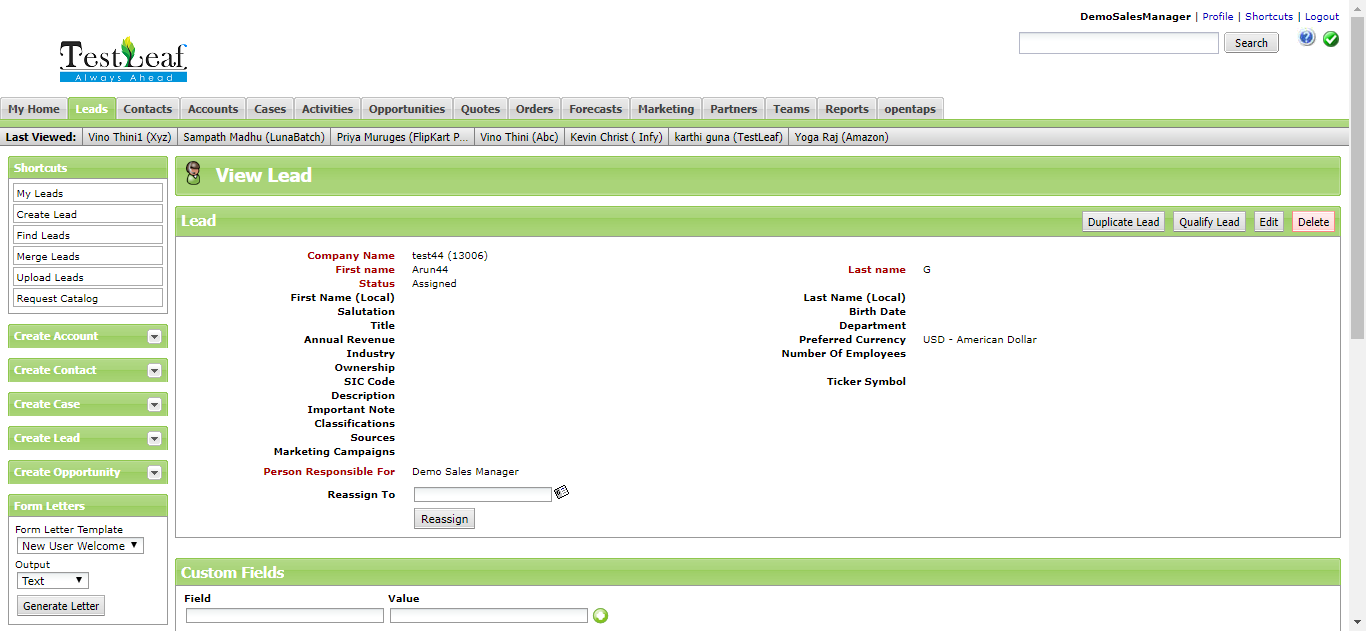 DemoSalesManager | Profile | Shortcuts | Logout
Search
TestLeaf
Always Ahead
My Home Leads Contacts Accounts Cases Activities Opportunities Quotes Orders Forecasts Marketing Partners Teams Reports opentaps
Last Viewed: Vino Thini1 (Xyz) Sampath Madhu (LunaBatch) Priya Muruges (FlipKart P... Vino Thini (Abc) Kevin Christ ( Infy) karthi guna (TestLeaf) Yoga Raj (Amazon)
Shortcuts
My Leads
Create Lead
Find Leads
Merge Leads
Upload Leads
Request Catalog
Create Account
Create Contact
Create Case
Create Lead
Create Opportunity
Form Letters
Form Letter Template
New User Welcome
Output
Text
Generate Letter
View Lead
Lead Duplicate Lead Qualify Lead Edit Delete
Company Name test44 (13006)
First name Arun44 Last name G
Status Assigned
First Name (Local) Last Name (Local)
Salutation Birth Date
Title Department
Annual Revenue Preferred Currency USD - American Dollar
Industry Number Of Employees
Ownership
SIC Code Ticker Symbol
Description
Important Note
Classifications
Sources
Marketing Campaigns
Person Responsible For Demo Sales Manager
Reassign To
Reassign
Custom Fields
Field Value